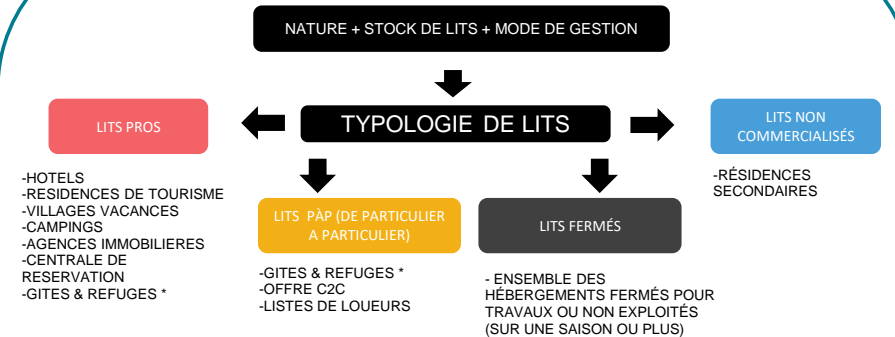 NATURE + STOCK DE LITS + MODE DE GESTION
TYPOLOGIE DE LITS
LITS PROS
-HOTELS
-RESIDENCES DE TOURISME
-VILLAGES VACANCES
-CAMPINGS
-AGENCES IMMOBILIERES
-CENTRALE DE
RESERVATION
-GITES & REFUGES *
LITS PÀP (DE PARTICULIER
A PARTICULIER)
-GITES & REFUGES *
-OFFRE C2C
-LISTES DE LOUEURS
LITS FERMÉS
- ENSEMBLE DES
HÉBERGEMENTS FERMÉS POUR
TRAVAUX OU NON EXPLOITÉS
(SUR UNE SAISON OU PLUS)
LITS NON
COMMERCIALISÉS
-RÉSIDENCES
SECONDAIRES